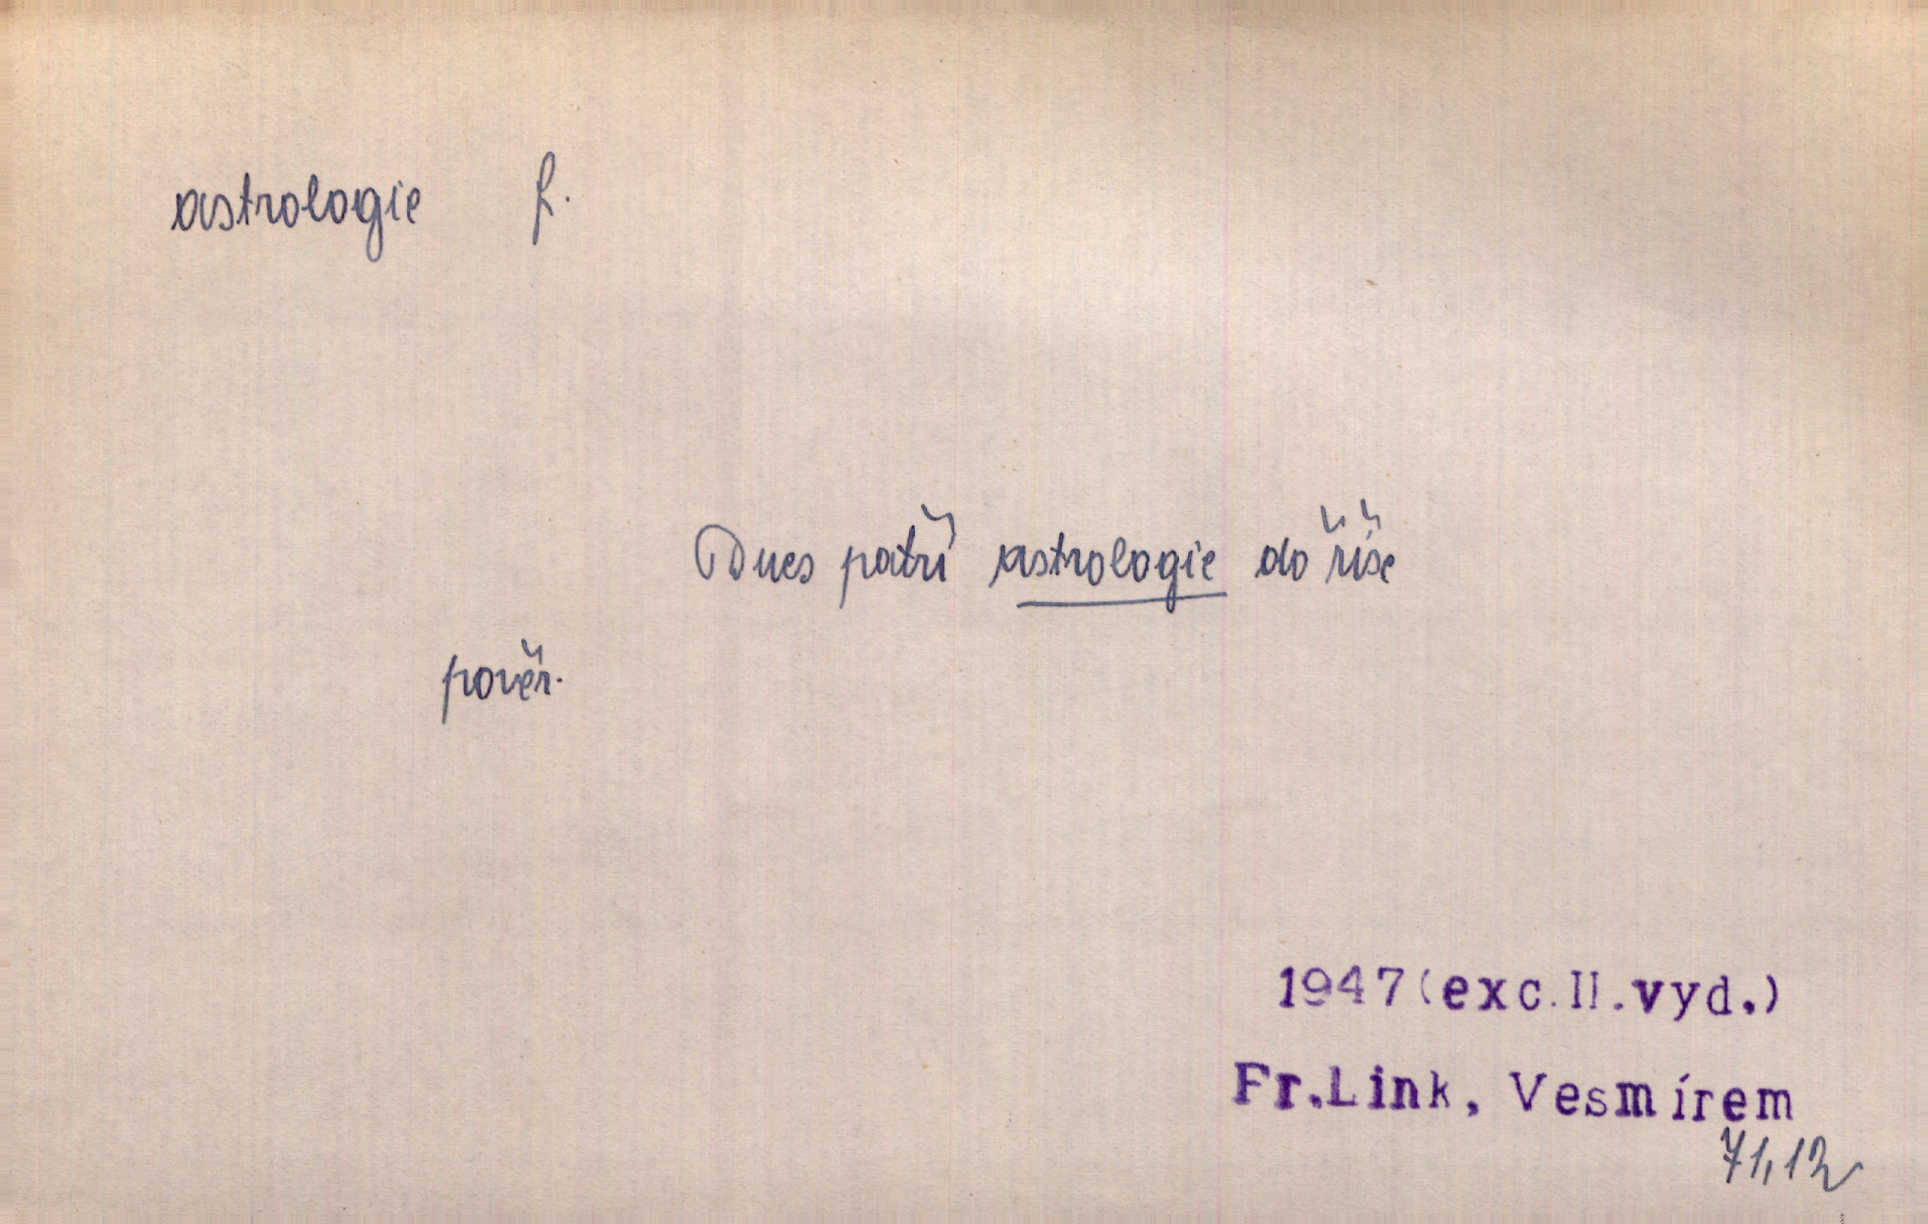 astrologie f.
Dnes patří astrologie do říše
pověr.
1947(exc.II.vyd.)
Fr.Link, Vesmírem
71,12